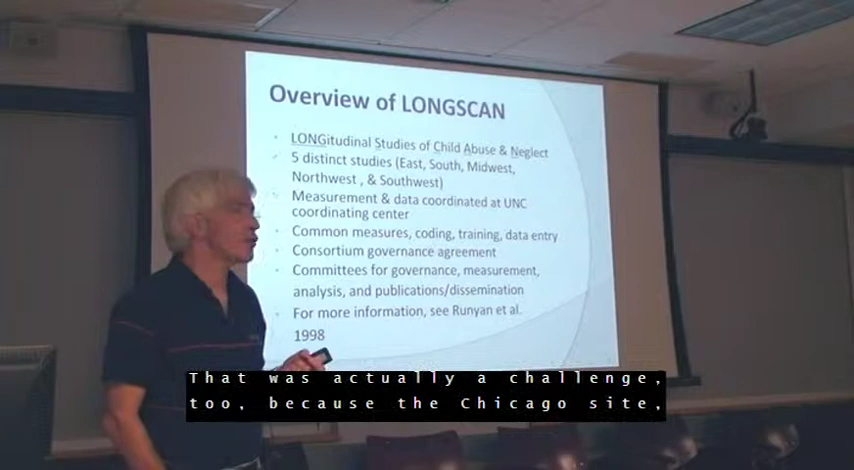 Overview of LONGSCAN
LONGitudinal Studies of Child Abuse & Neglect
5 distinct studies (East, South, Midwest,
Northwest , & Southwest)
Measurement & data coordinated at UNC
coordinating center
Common measures, coding, training, data entry
Consortium governance agreement
Committees for governance, measurement,
analysis, and publications/dissemination
For more information, see Runyan et al.
1998
That was actually a challenge,
too, because the Chicago site,